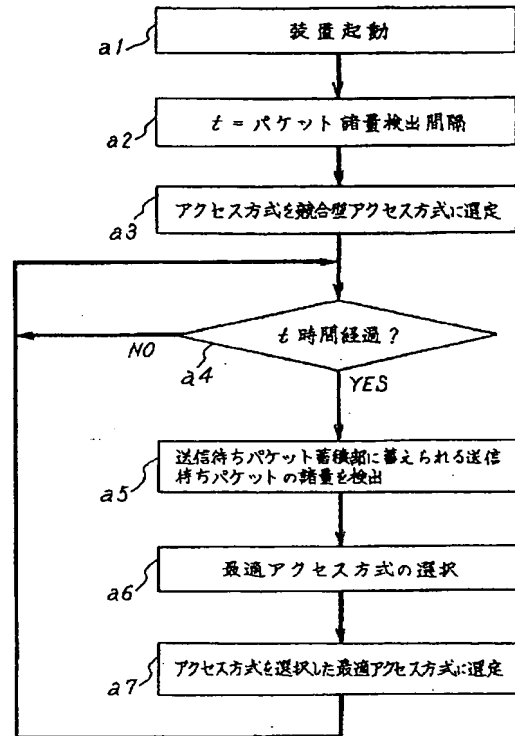 a1 装置起動
a2 t = パケット諸量検出間隔
a3 アクセス方式を競合型アクセス方式に選定
a4 t時間経過?
NO
YES
a5 送信待ちパケット蓄積部に蓄えられる送信
待ちパケットの諸量を検出
a6 最適アクセス方式の選択
a7 アクセス方式を選択した最適アクセス方式に選定